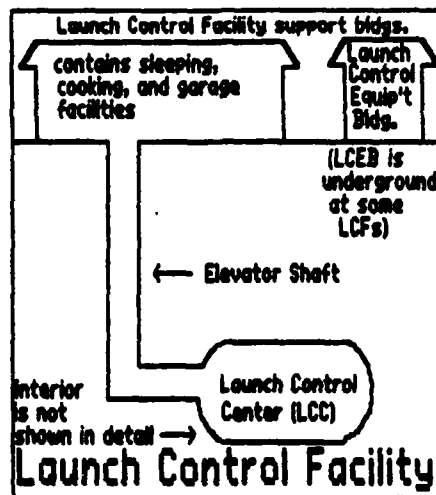 Launch Control Facility support bldgs.
contains sleeping,
cooking, and garage
facilities
Launch
Control
Equip't
Bldg.
(LCEB is
underground
at some
LCFs)
Elevator Shaft
Launch Control
Center (LCC)
interior
is not
shown in detail
Launch Control Facility